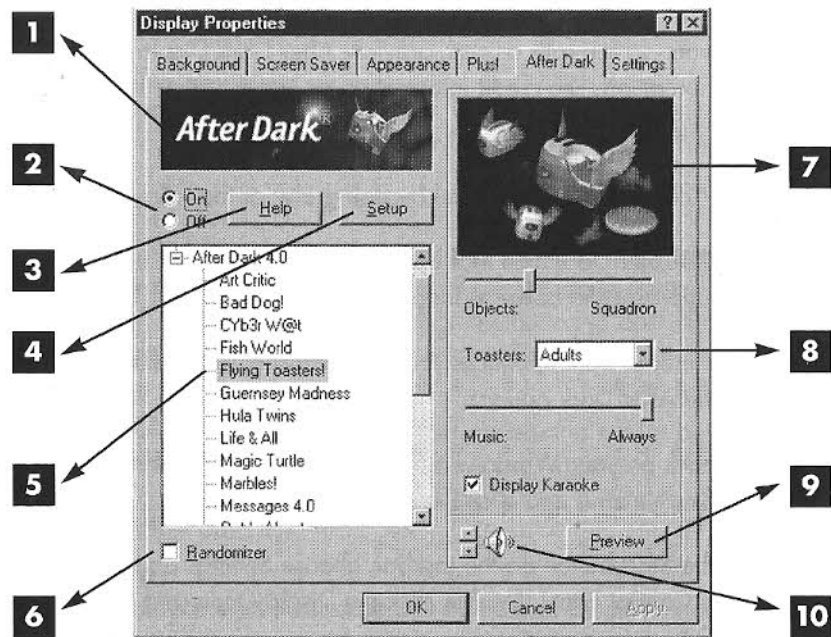 Display Properties
Background Screen Saver Appearance Plus! After Dark Settings
1
After Dark®
2
On
Off
Help
Setup
3
After Dark 4.0
Art Critic
Bad Dog!
CYb3r W@t
Fish World
Flying Toasters!
Guernsey Madness
Hula Twins
Life & All
Magic Turtle
Marbles!
Messages 4.0
4
5
Randomizer
6
7
Objects: Squadron
Toasters: Adults
8
Music: Always
Display Karaoke
9
Preview
10
OK Cancel Apply